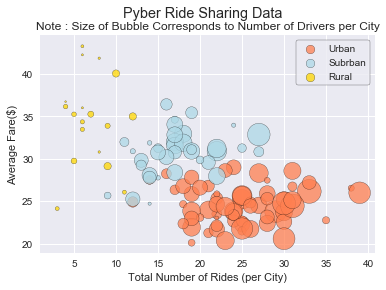 Pyber Ride Sharing Data
Note : Size of Bubble Corresponds to Number of Drivers per City
Urban
Subrban
Rural
Average Fare($)
40
35
30
25
20
5
10
15
20
25
30
35
40
Total Number of Rides (per City)